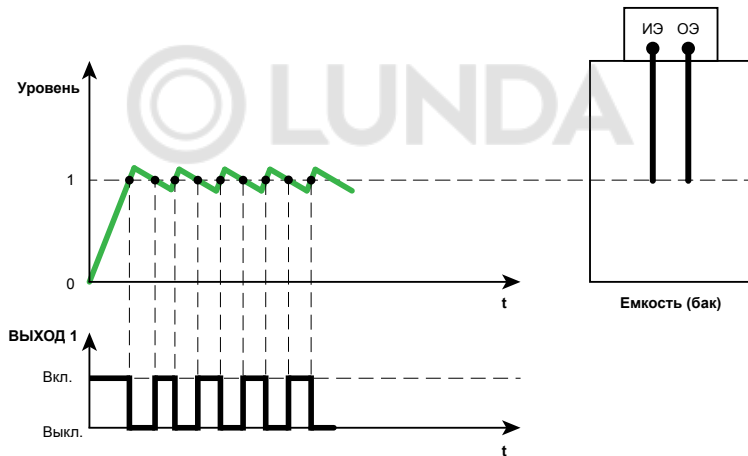 ИЭ ОЭ
LUNDA
Уровень
1
0
t
Емкость (бак)
ВЫХОД 1
Вкл.
Выкл.
t